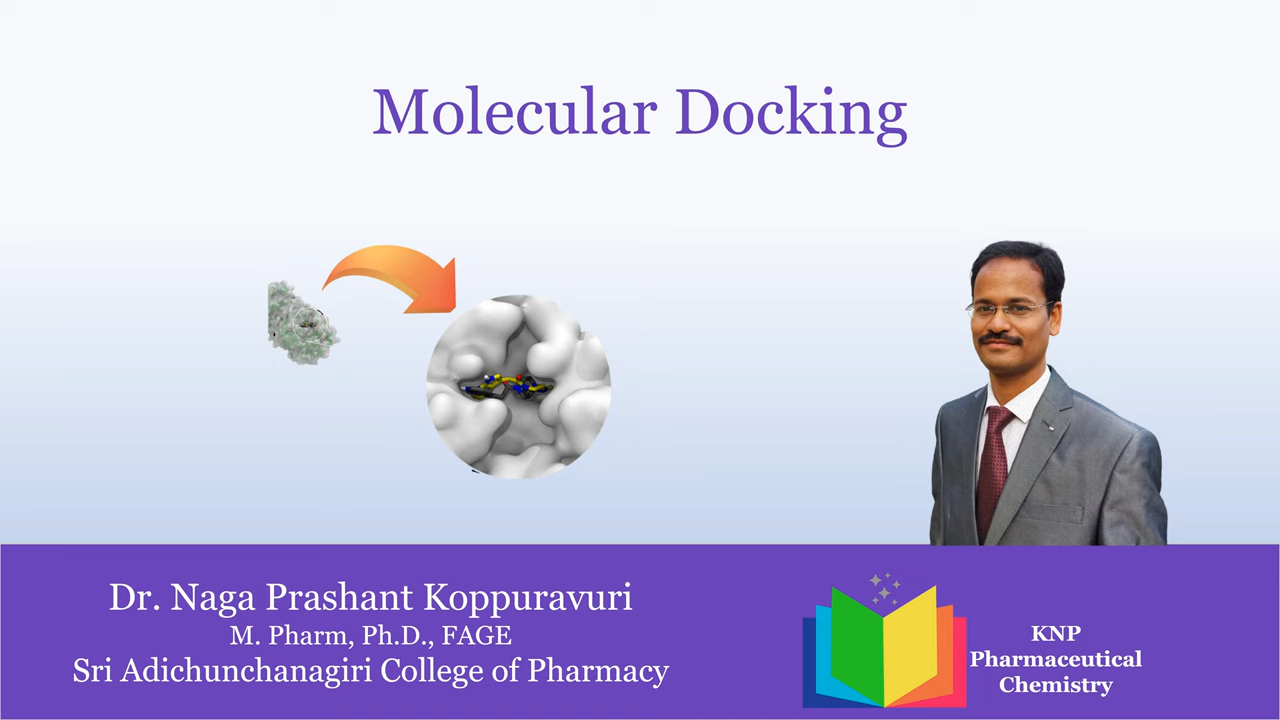 Molecular Docking
Dr. Naga Prashant Koppuravuri
M. Pharm, Ph.D., FAGE
Sri Adichunchanagiri College of Pharmacy
KNP
Pharmaceutical
Chemistry